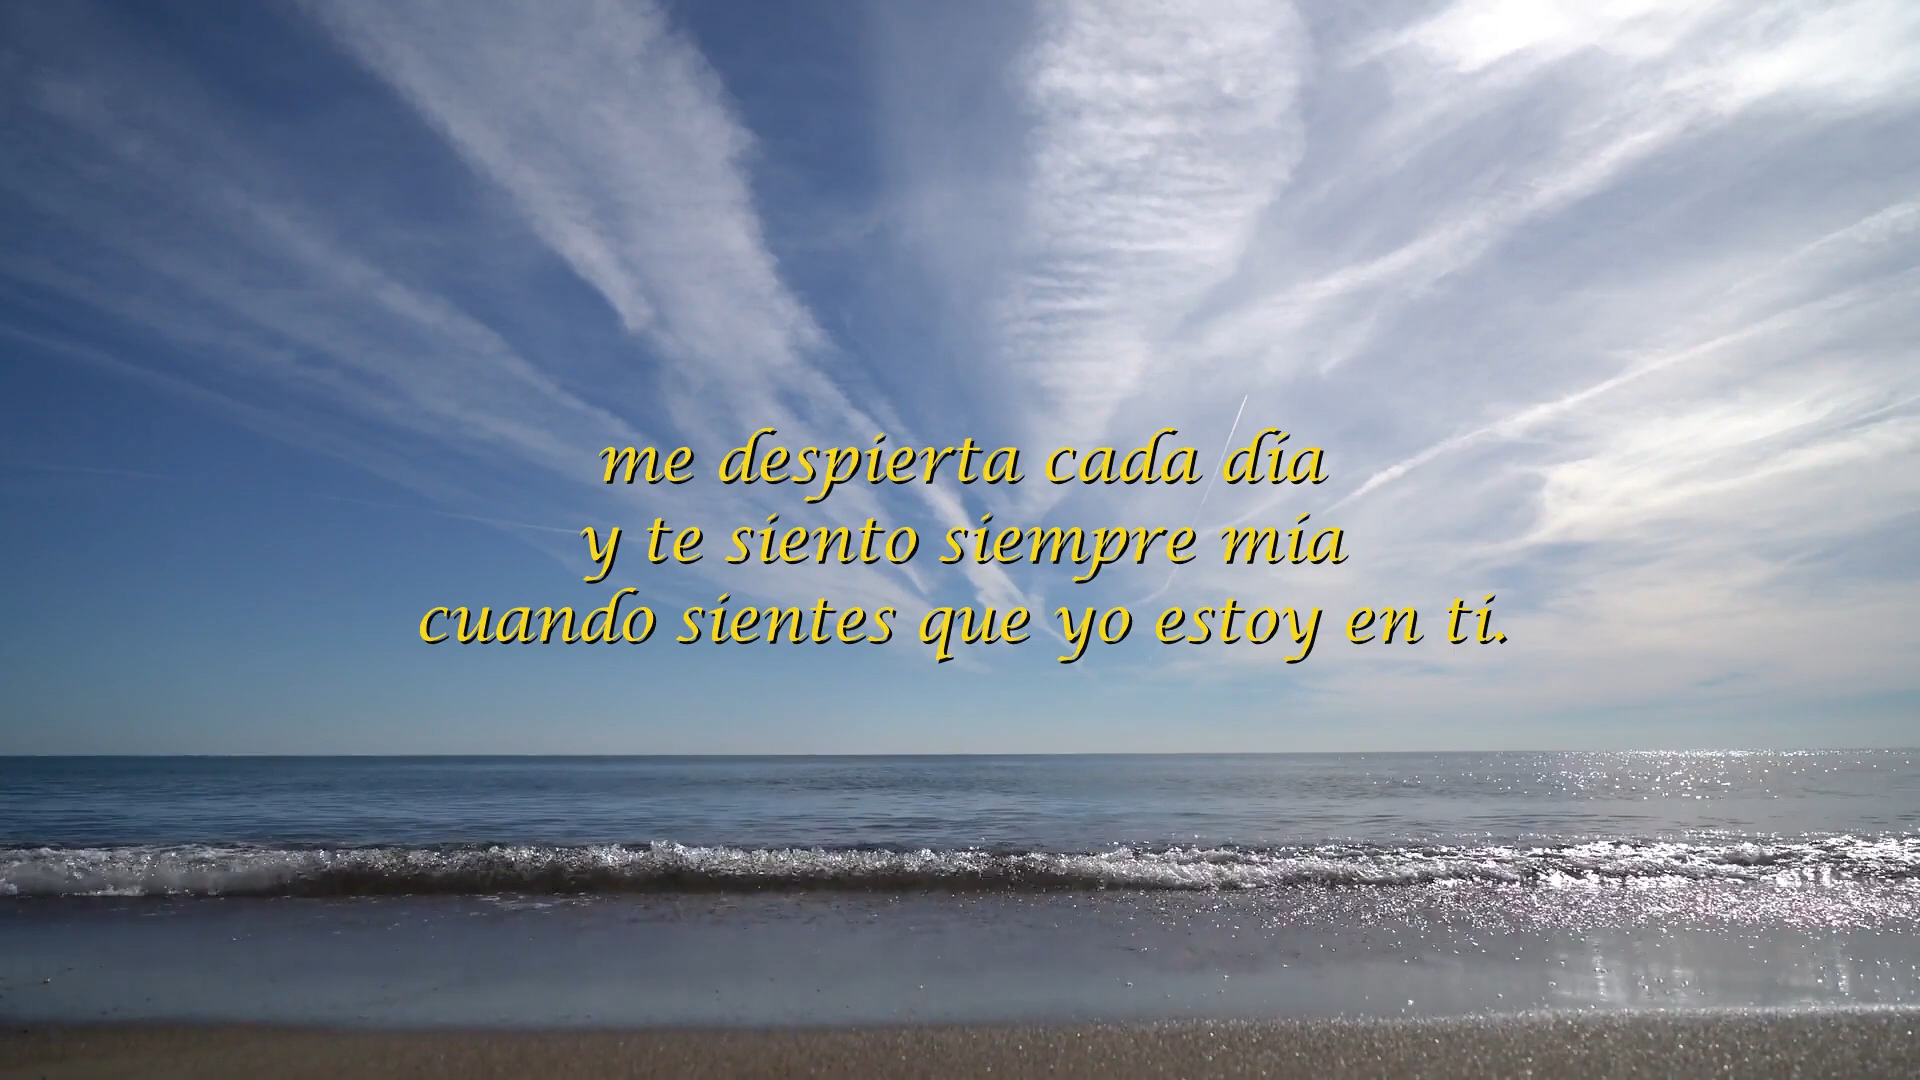 me despierta cada día
y te siento siempre mía
cuando sientes que yo estoy en tí.